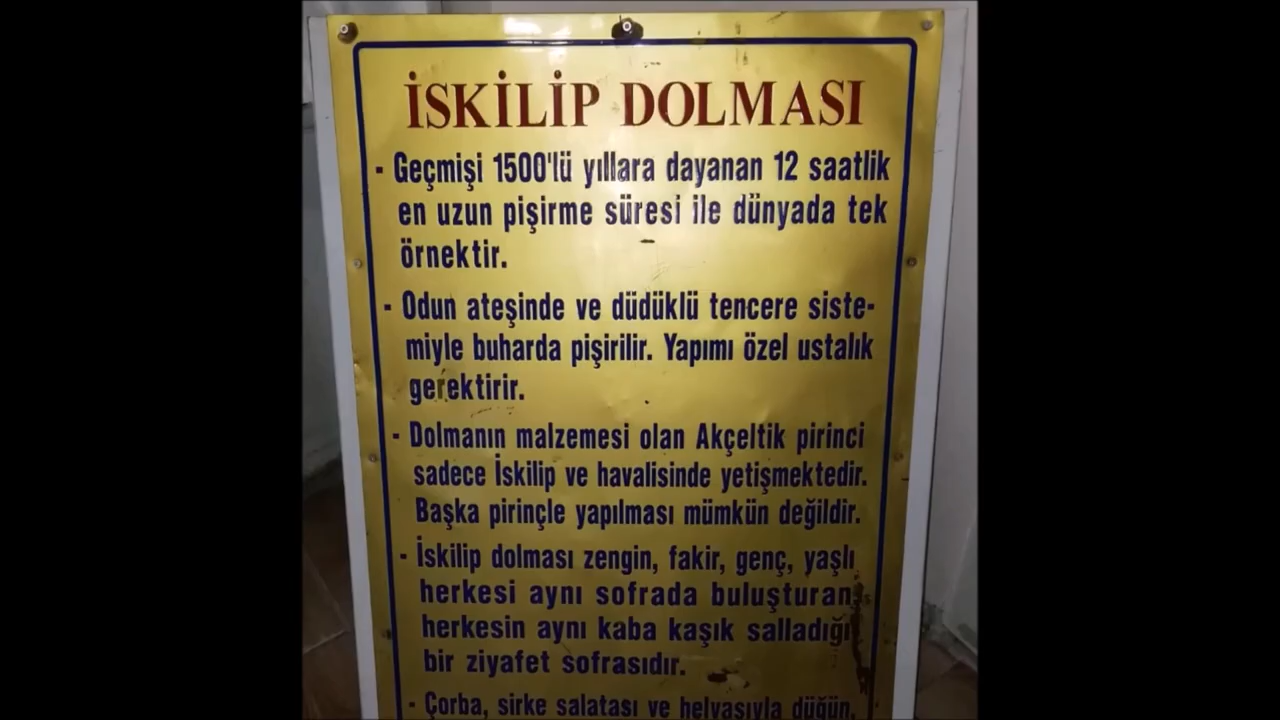 İSKİLİP DOLMASI
- Geçmişi 1500'lü yıllara dayanan 12 saatlik
en uzun pişirme süresi ile dünyada tek
örnektir.
- Odun ateşinde ve düdüklü tencere siste-
miyle buharda pişirilir. Yapımı özel ustalık
gerektirir.
- Dolmanın malzemesi olan Akçeltik pirinci
sadece İskilip ve havalisinde yetişmektedir.
Başka pirinçle yapılması mümkün değildir.
- İskilip dolması zengin, fakir, genç, yaşlı
herkesi aynı sofrada buluşturan,
herkesin aynı kaba kaşık salladığı
bir ziyafet sofrasıdır.
- Çorba, sirke salatası ve helvasıyla düğün,